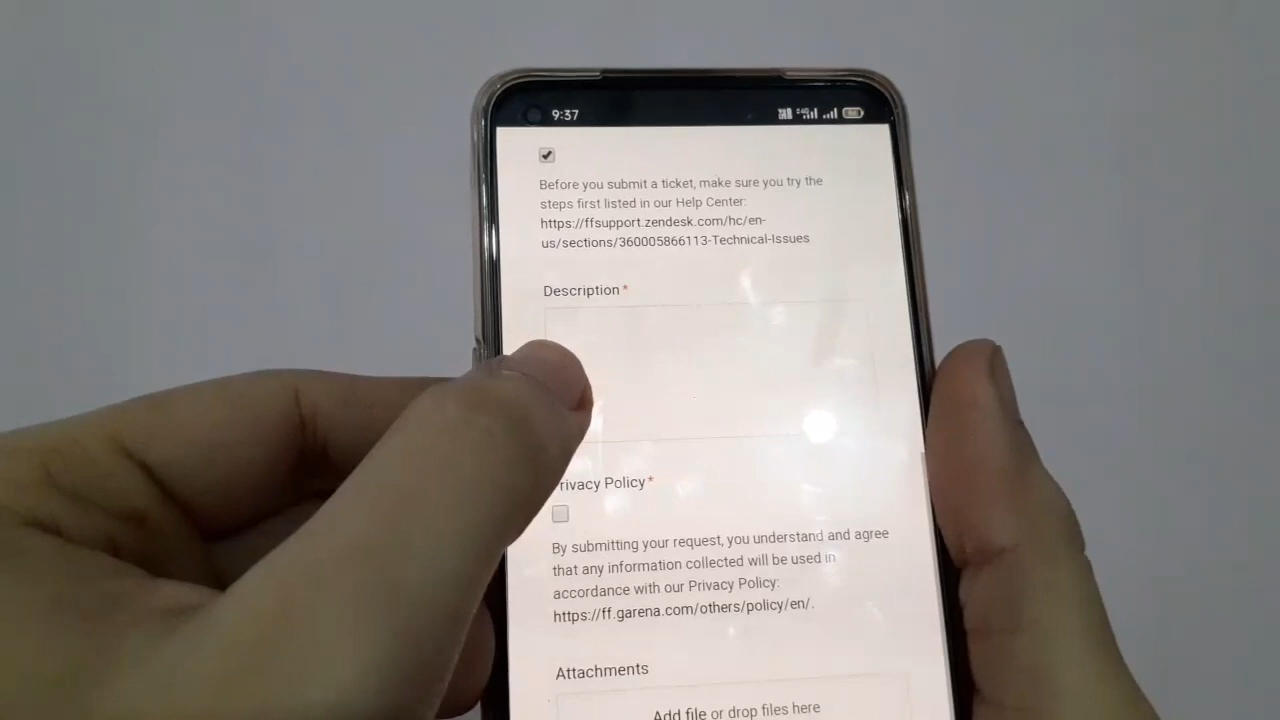 9:37
Before you submit a ticket, make sure you try the
steps first listed in our Help Center:
https://ffsupport.zendesk.com/hc/en-
us/sections/360005866113-Technical-Issues
Description*
rivacy Policy*
By submitting your request, you understand and agree
that any information collected will be used in
accordance with our Privacy Policy:
https://ff.garena.com/others/policy/en/.
Attachments
Add file or drop files here